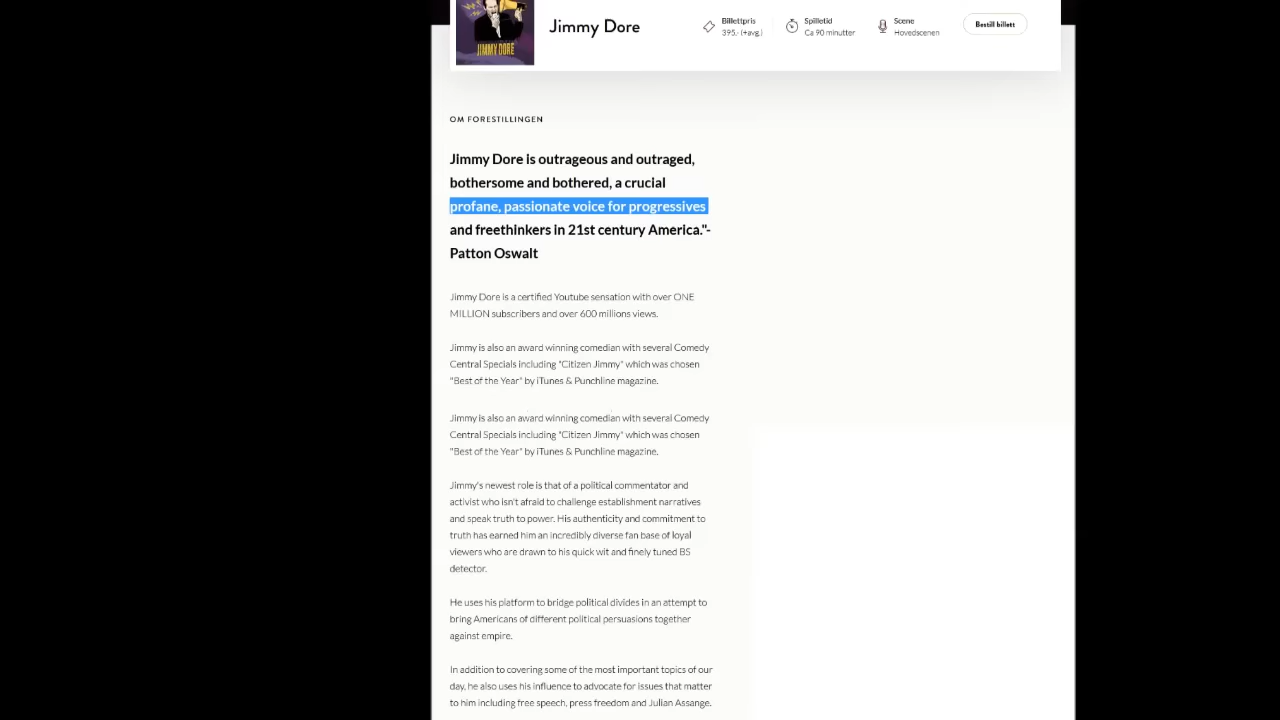 JIMMY DORE
Jimmy Dore
Billettpris
395,- (+avg.)
Spilletid
Ca 90 minutter
Scene
Hovedscenen
Bestill billett
OM FORESTILLINGEN
Jimmy Dore is outrageous and outraged,
bothersome and bothered, a crucial
profane, passionate voice for progressives
and freethinkers in 21st century America."-
Patton Oswalt
Jimmy Dore is a certified Youtube sensation with over ONE
MILLION subscribers and over 600 millions views.
Jimmy is also an award winning comedian with several Comedy
Central Specials including "Citizen Jimmy" which was chosen
"Best of the Year" by iTunes & Punchline magazine.
Jimmy is also an award winning comedian with several Comedy
Central Specials including "Citizen Jimmy" which was chosen
"Best of the Year" by iTunes & Punchline magazine.
Jimmy's newest role is that of a political commentator and
activist who isn't afraid to challenge establishment narratives
and speak truth to power. His authenticity and commitment to
truth has earned him an incredibly diverse fan base of loyal
viewers who are drawn to his quick wit and finely tuned BS
detector.
He uses his platform to bridge political divides in an attempt to
bring Americans of different political persuasions together
against empire.
In addition to covering some of the most important topics of our
day, he also uses his influence to advocate for issues that matter
to him including free speech, press freedom and Julian Assange.